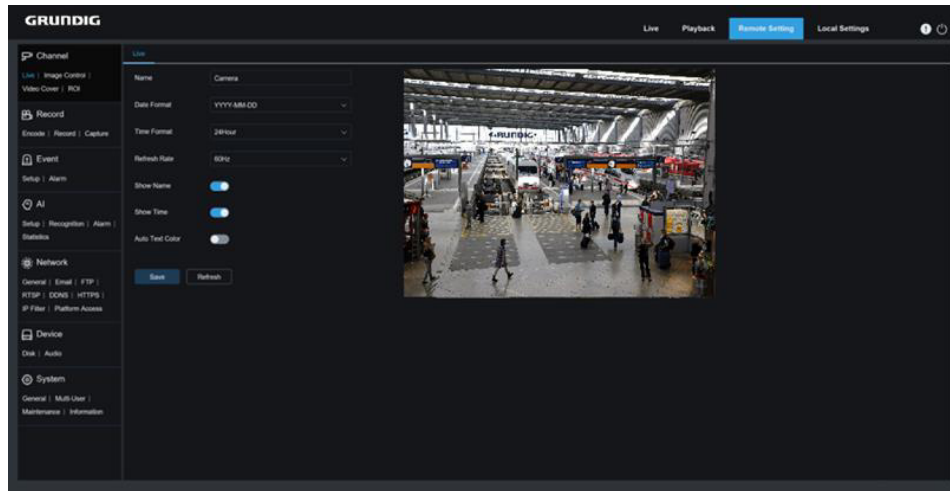 GRUNDIG
Live Playback Remote Setting Local Settings
Channel
Live | Image Control |
Video Cover | ROI
Record
Encode | Record | Capture
Event
Setup | Alarm
AI
Setup | Recognition | Alarm |
Statistics
Network
General | Email | FTP |
RTSP | DDNS | HTTPS |
IP Filter | Platform Access
Device
Disk | Audio
System
General | Multi-User |
Maintenance | Information
Live
Name Camera
Date Format YYYY-MM-DD
Time Format 24Hour
Refresh Rate 60Hz
Show Name
Show Time
Auto Text Color
Save Refresh
GRUNDIG